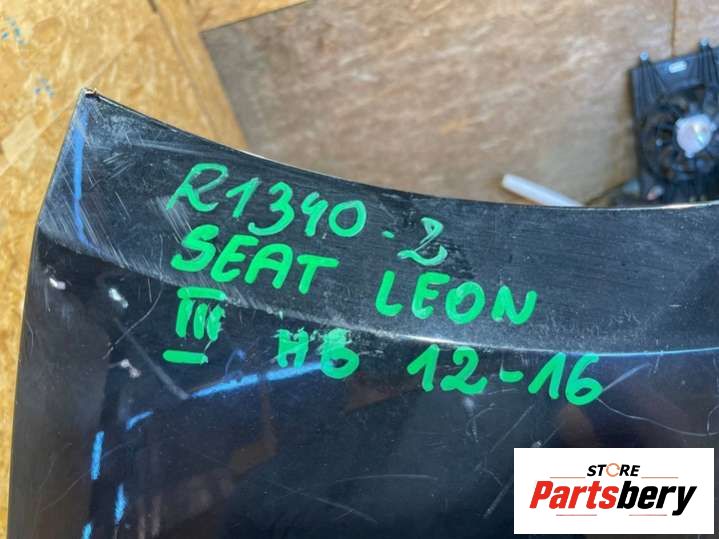 R1340-2
SEAT LEON
III HB 12-16
STORE
Partsbery